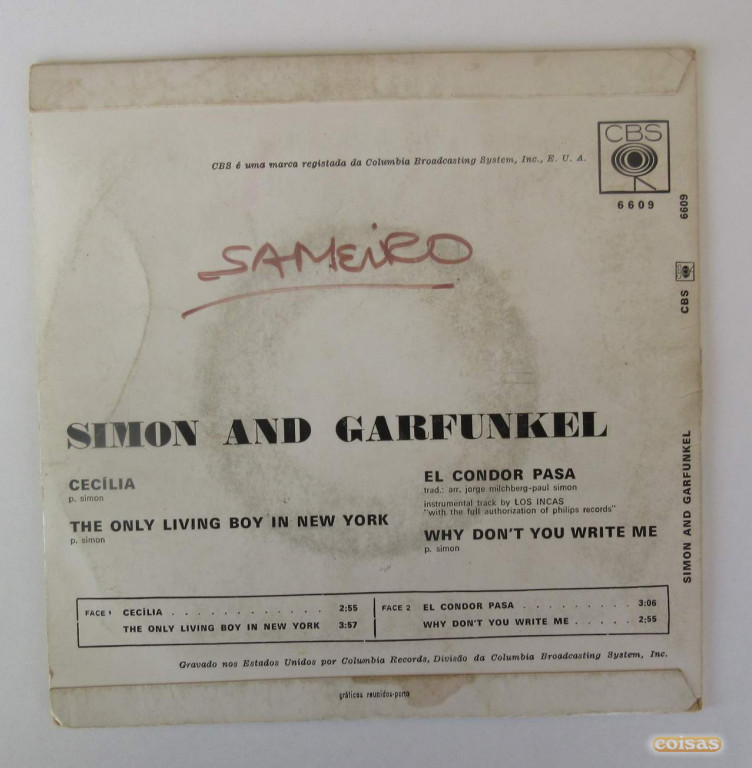 CBS
CBS é uma marca registada da Columbia Broadcasting System, Inc., E. U. A.
6609
6609
CBS
SIMON AND GARFUNKEL
SAMEIRO
SIMON AND GARFUNKEL
CECÍLIA
p. simon
THE ONLY LIVING BOY IN NEW YORK
p. simon
EL CONDOR PASA
trad.: arr. jorge milchberg-paul simon
instrumental track by LOS INCAS
"with the full authorization of philips records"
WHY DON'T YOU WRITE ME
p. simon
FACE 1 CECÍLIA . . . . . . . . . . . . 2:55
THE ONLY LIVING BOY IN NEW YORK 3:57
FACE 2 EL CONDOR PASA . . . . . . . . . 3:06
WHY DON'T YOU WRITE ME . . . . . 2:55
Gravado nos Estados Unidos por Columbia Records, Divisão da Columbia Broadcasting System, Inc.
gráficos reunidos-porto
coisas